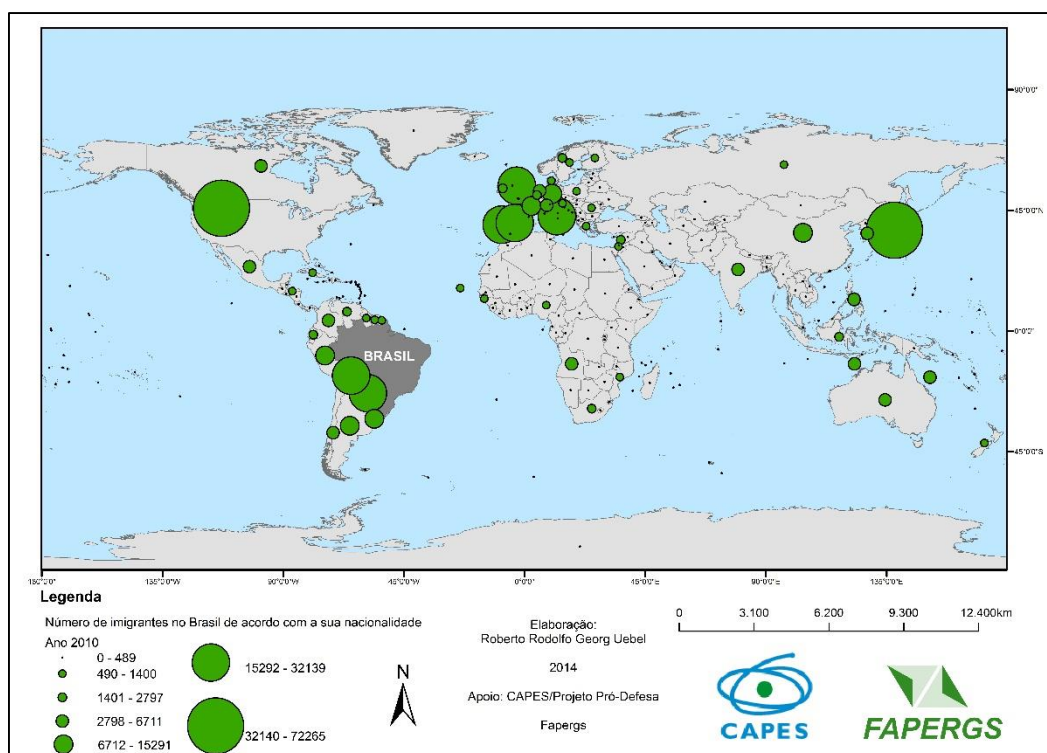 BRASIL
90°0'0"
45°0'0"N
0°0'0"
45°0'0"S
135°0'0"W
90°0'0"W
45°0'0"W
0°0'0"
45°0'0"E
90°0'0"E
135°0'0"E
Legenda
Número de imigrantes no Brasil de acordo com a sua nacionalidade
Ano 2010
0 - 489
490 - 1400
1401 - 2797
2798 - 6711
6712 - 15291
15292 - 32139
32140 - 72265
N
Elaboração:
Roberto Rodolfo Georg Uebel
2014
Apoio: CAPES/Projeto Pró-Defesa
Fapergs
0 3.100 6.200 9.300 12.400km
CAPES
FAPERGS